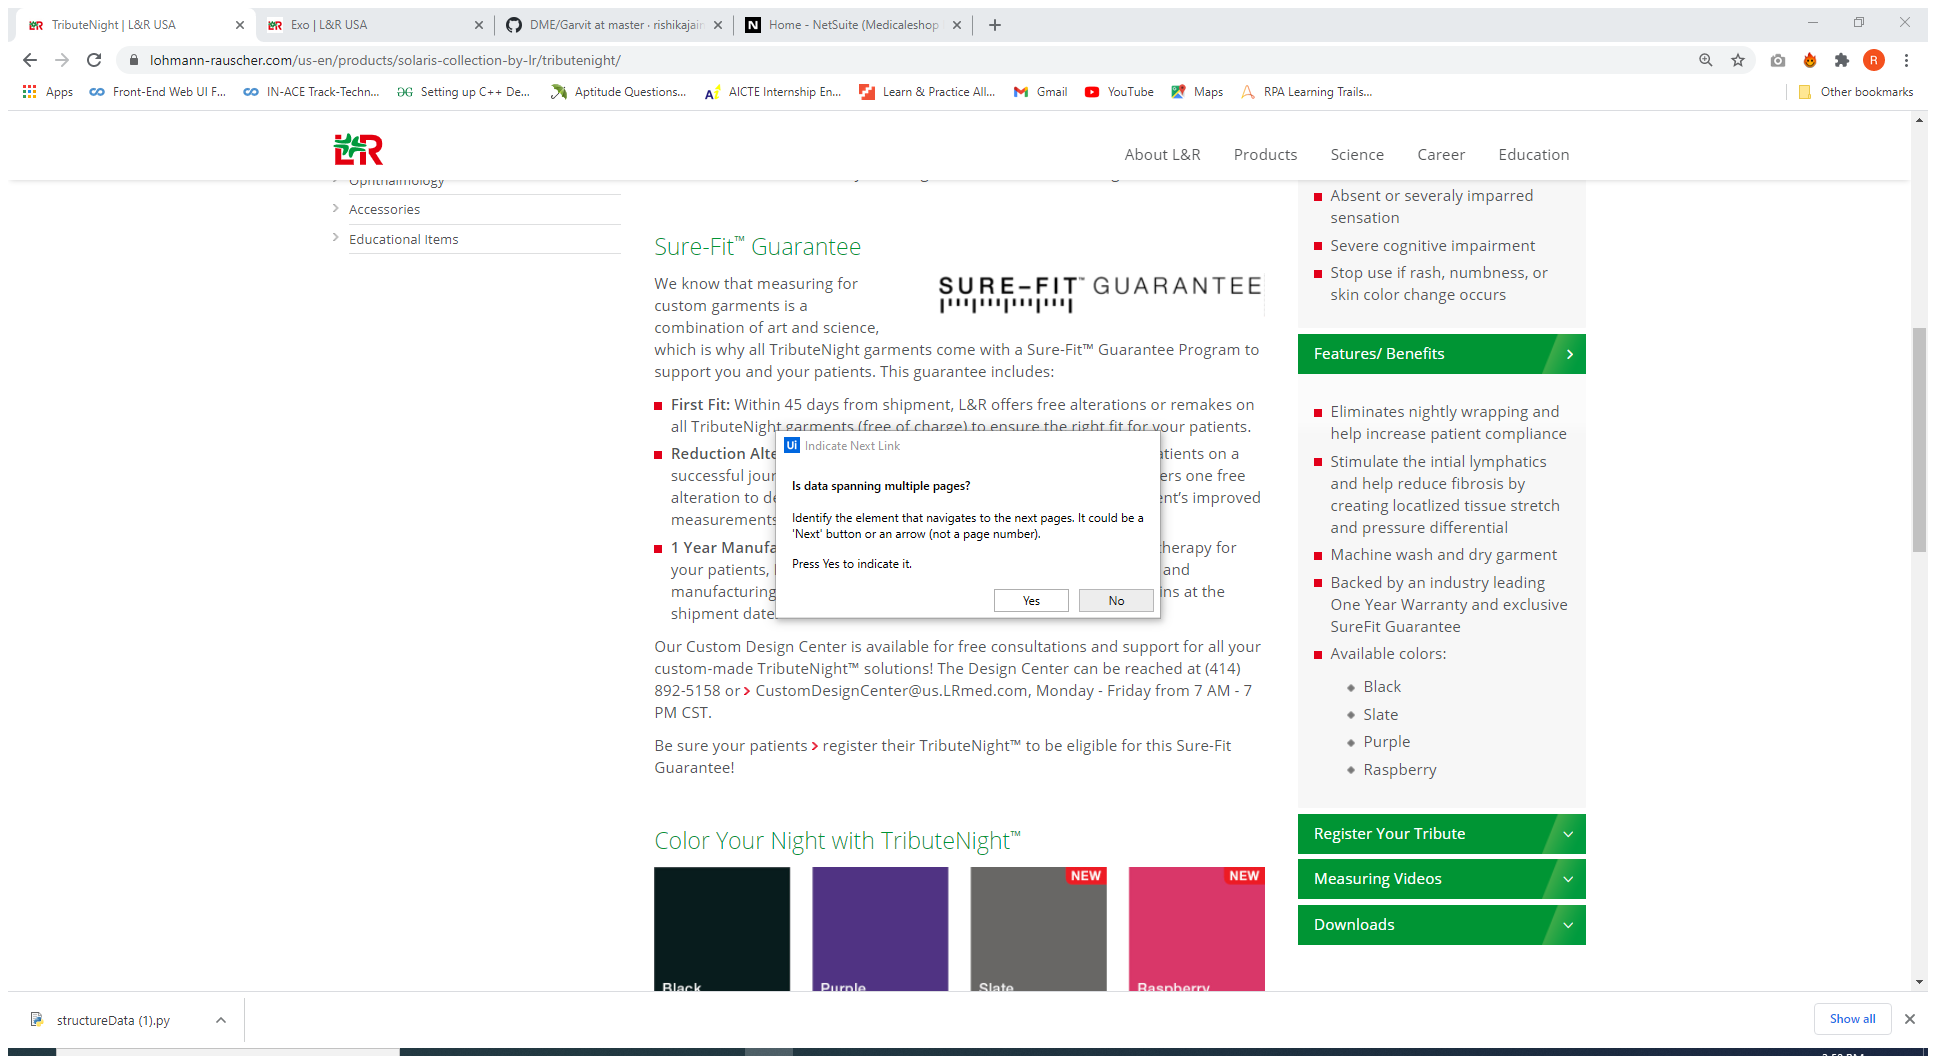 TributeNight | L&R USA
Exo | L&R USA
DME/Garvit at master · rishikajain
Home - NetSuite (Medicaleshop
lohmann-rauscher.com/us-en/products/solaris-collection-by-lr/tributenight/
R
Apps
Front-End Web UI F...
IN-ACE Track-Techn...
Setting up C++ De...
Aptitude Questions...
AICTE Internship En...
Learn & Practice All...
Gmail
YouTube
Maps
RPA Learning Trails...
Other bookmarks
L&R
About L&R
Products
Science
Career
Education
Ophthalmology
Accessories
Educational Items
Sure-Fit™ Guarantee
SURE-FIT™ GUARANTEE
We know that measuring for
custom garments is a
combination of art and science,
which is why all TributeNight garments come with a Sure-Fit™ Guarantee Program to
support you and your patients. This guarantee includes:
First Fit: Within 45 days from shipment, L&R offers free alterations or remakes on
all TributeNight garments (free of charge) to ensure the right fit for your patients.
Reduction Alte
atients on a
successful jour
ers one free
alteration to de
ent's improved
measurements
1 Year Manufa
herapy for
your patients,
and
manufacturing
ns at the
shipment date
Ui Indicate Next Link
Is data spanning multiple pages?
Identify the element that navigates to the next pages. It could be a
'Next' button or an arrow (not a page number).
Press Yes to indicate it.
Yes
No
Our Custom Design Center is available for free consultations and support for all your
custom-made TributeNight™ solutions! The Design Center can be reached at (414)
892-5158 or CustomDesignCenter@us.LRmed.com, Monday - Friday from 7 AM - 7
PM CST.
Be sure your patients register their TributeNight™ to be eligible for this Sure-Fit
Guarantee!
Color Your Night with TributeNight™
Black
Purple
NEW
Slate
NEW
Raspberry
Absent or severaly imparred
sensation
Severe cognitive impairment
Stop use if rash, numbness, or
skin color change occurs
Features/ Benefits
Eliminates nightly wrapping and
help increase patient compliance
Stimulate the intial lymphatics
and help reduce fibrosis by
creating locatlized tissue stretch
and pressure differential
Machine wash and dry garment
Backed by an industry leading
One Year Warranty and exclusive
SureFit Guarantee
Available colors:
Black
Slate
Purple
Raspberry
Register Your Tribute
Measuring Videos
Downloads
structureData (1).py
Show all